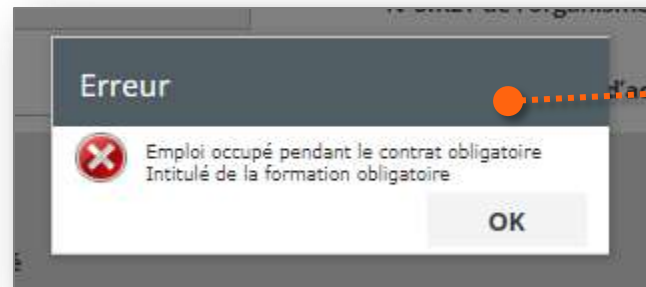 Erreur
Emploi occupé pendant le contrat obligatoire
Intitulé de la formation obligatoire
OK